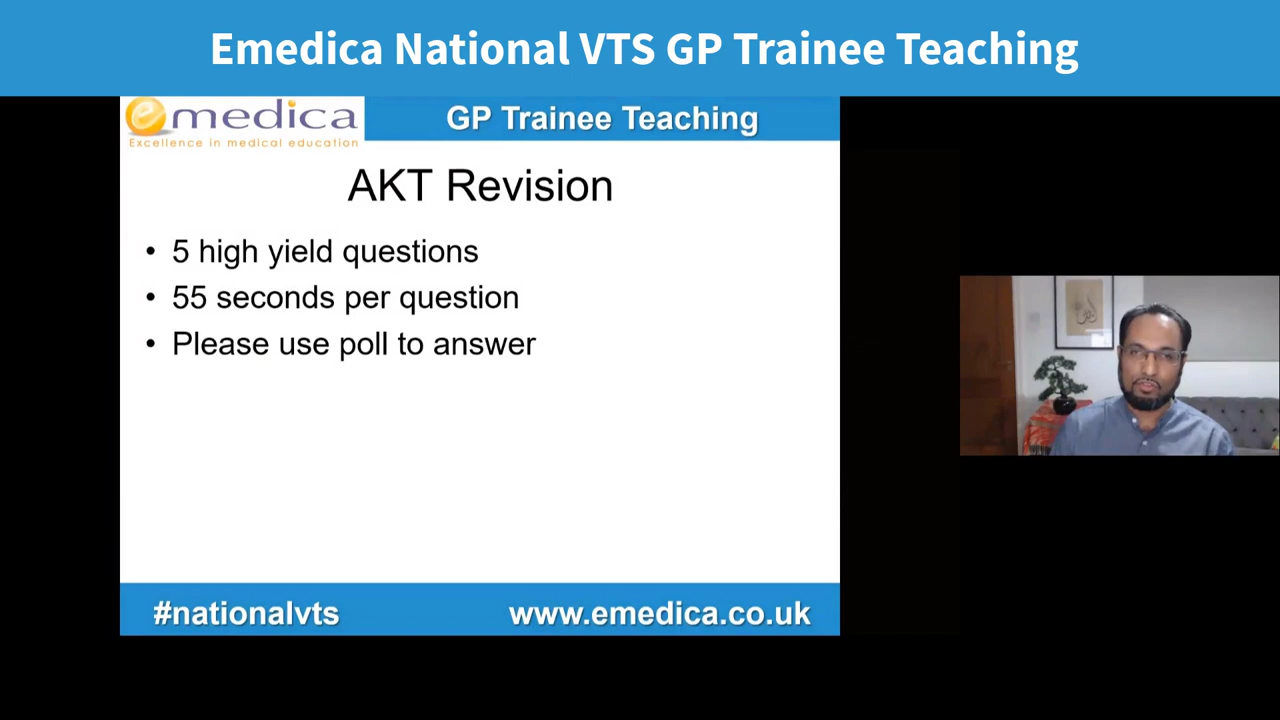 Emedica National VTS GP Trainee Teaching
emedica
Excellence in medical education
GP Trainee Teaching
AKT Revision
• 5 high yield questions
• 55 seconds per question
• Please use poll to answer
#nationalvts
www.emedica.co.uk